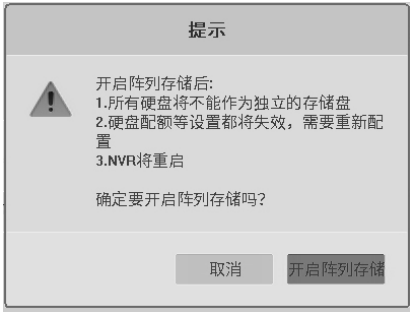 提示
开启阵列存储后:
1.所有硬盘将不能作为独立的存储盘
2.硬盘配额等设置都将失效，需要重新配
置
3.NVR将重启
确定要开启阵列存储吗?
取消
开启阵列存储